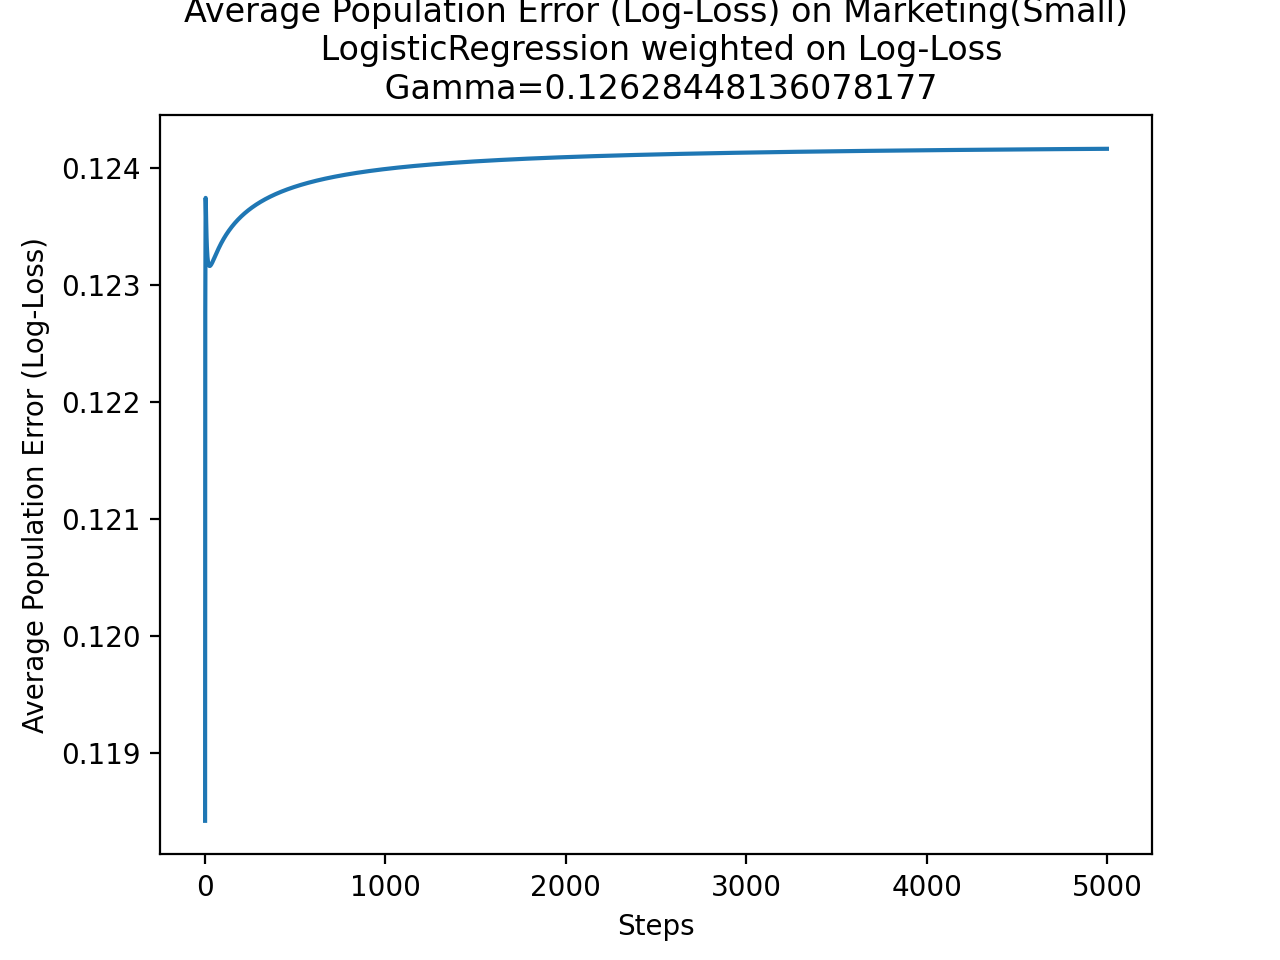 Average Population Error (Log-Loss) on Marketing(Small)
LogisticRegression weighted on Log-Loss
Gamma=0.12628448136078177
Average Population Error (Log-Loss)
0.124
0.123
0.122
0.121
0.120
0.119
0 1000 2000 3000 4000 5000
Steps